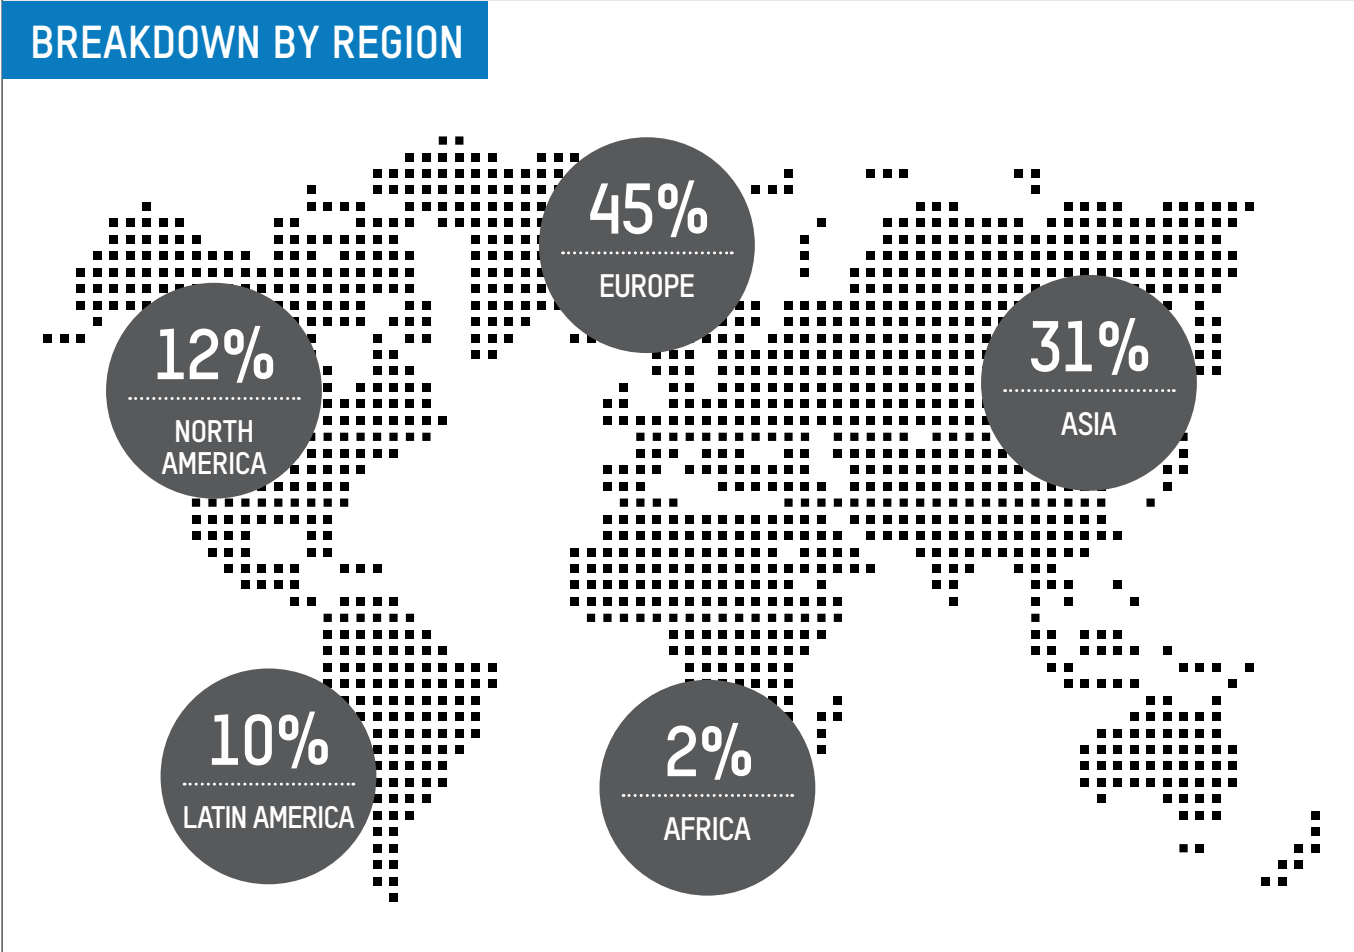 BREAKDOWN BY REGION
45%
EUROPE
12%
NORTH
AMERICA
31%
ASIA
10%
LATIN AMERICA
2%
AFRICA